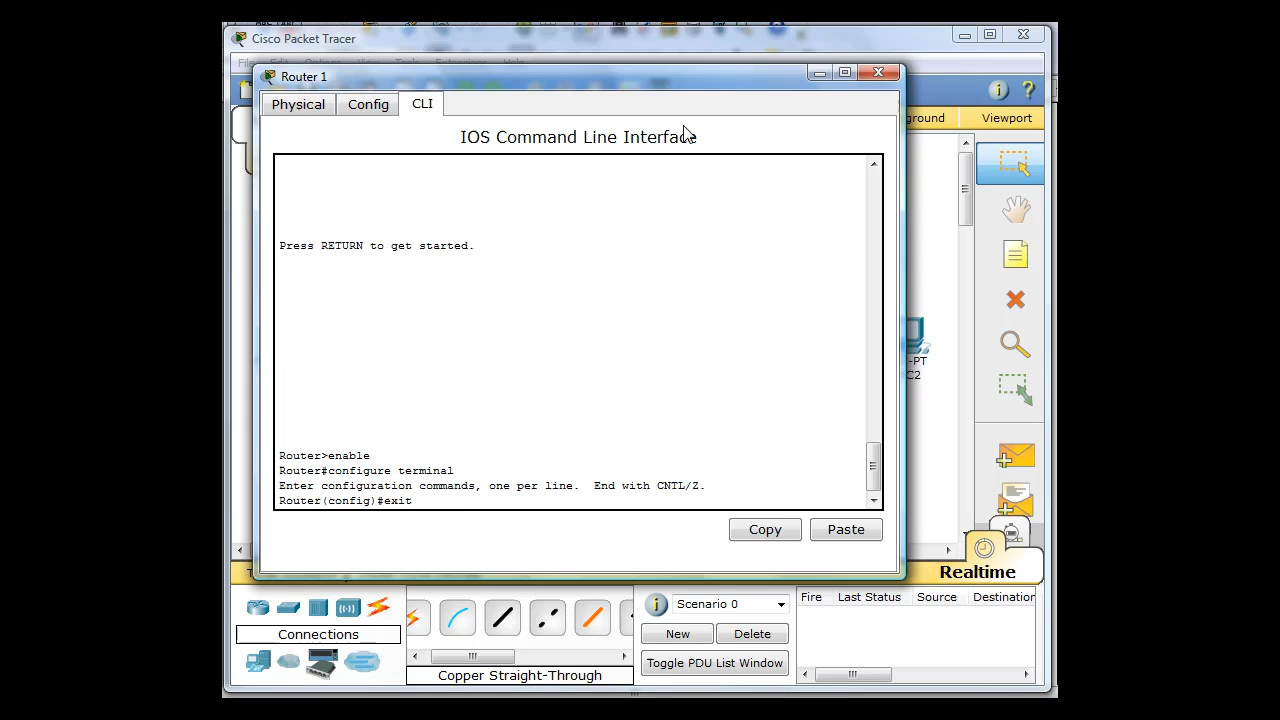 Cisco Packet Tracer
Router 1
Physical
Config
CLI
IOS Command Line Interface
Press RETURN to get started.
Router>enable
Router#configure terminal
Enter configuration commands, one per line.  End with CNTL/Z.
Router(config)#exit
Copy
Paste
Viewport
-PT
C2
Realtime
Connections
Copper Straight-Through
Scenario 0
New
Delete
Toggle PDU List Window
Fire
Last Status
Source
Destination